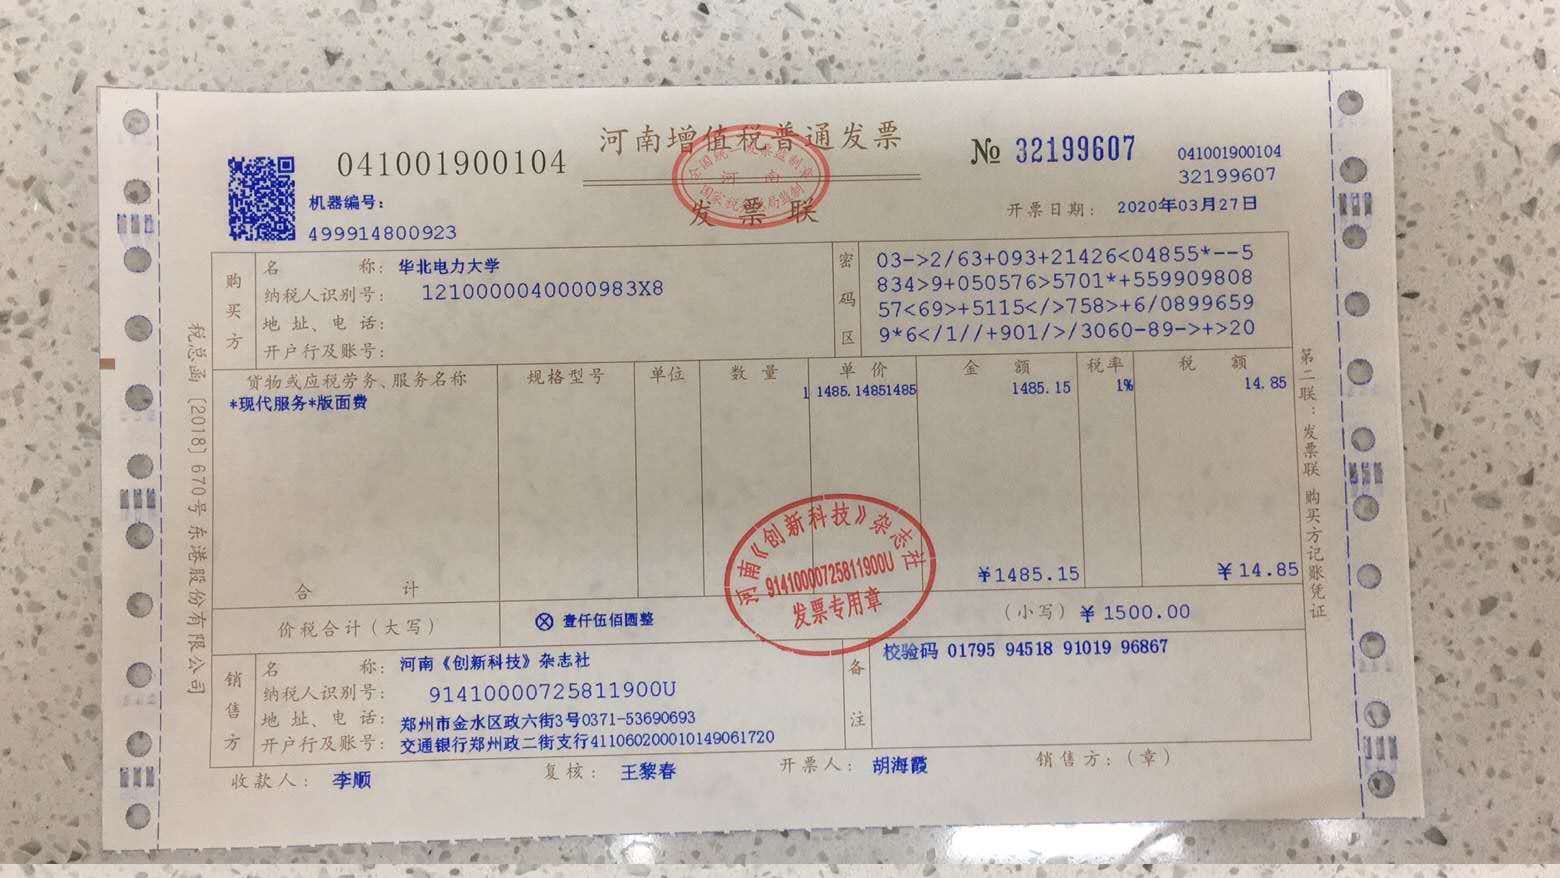 河南增值税普通发票
041001900104
№ 32199607
041001900104
32199607
全国统一发票监制章
河南
国家税务总局监制
发票联
机器编号:
499914800923
开票日期: 2020年03月27日
购买方
名称: 华北电力大学
纳税人识别号: 1210000040000983X8
地址、电话:
开户行及账号:
密码区
03->2/63+093+21426<04855*--5
834>9+050576>5701*+559909808
57<69>+5115</>758>+6/0899659
9*6</1//+901/>/3060-89->+>20
货物或应税劳务、服务名称 规格型号 单位 数量 单价 金额 税率 税额
*现代服务*版面费 1 1485.14851485 1485.15 1% 14.85
合计 ¥1485.15 ¥14.85
价税合计(大写) ⊗ 壹仟伍佰圆整 (小写) ¥1500.00
河南《创新科技》杂志社
91410000725811900U
发票专用章
销售方
名称: 河南《创新科技》杂志社
纳税人识别号: 91410000725811900U
地址、电话: 郑州市金水区政六街3号0371-53690693
开户行及账号: 交通银行郑州政二街支行411060200010149061720
备注
校验码 01795 94518 91019 96867
收款人: 李顺 复核: 王黎春 开票人: 胡海霞 销售方:(章)
税总函〔2018〕670号 东港股份有限公司
第二联:发票联 购买方记账凭证